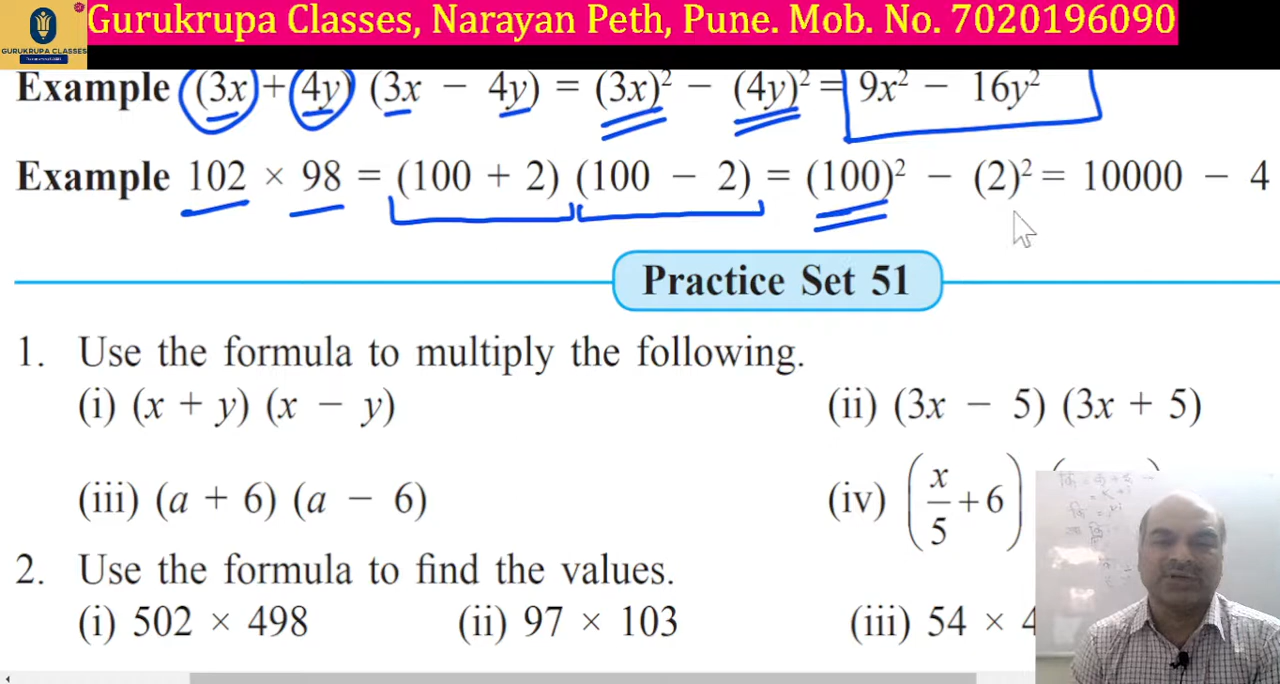 Gurukrupa Classes, Narayan Peth, Pune. Mob. No. 7020196090
GURUKRUPA CLASSES
Example (3x)+(4y) (3x − 4y) = (3x)² − (4y)² = 9x² − 16y²
Example 102 × 98 = (100 + 2) (100 − 2) = (100)² − (2)² = 10000 − 4
Practice Set 51
1. Use the formula to multiply the following.
(i) (x + y) (x − y) (ii) (3x − 5) (3x + 5)
(iii) (a + 6) (a − 6) (iv) (x/5 + 6)
2. Use the formula to find the values.
(i) 502 × 498 (ii) 97 × 103 (iii) 54 × 4